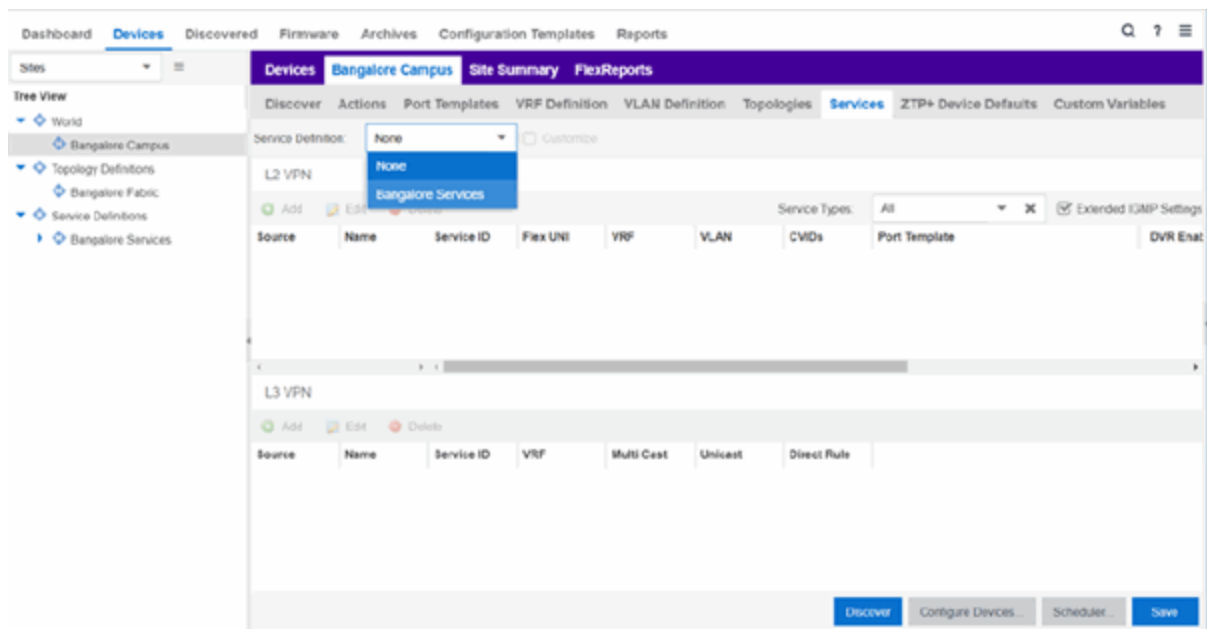 Dashboard Devices Discovered Firmware Archives Configuration Templates Reports
Sites
Devices Bangalore Campus Site Summary FlexReports
Tree View
Discover Actions Port Templates VRF Definition VLAN Definition Topologies Services ZTP+ Device Defaults Custom Variables
World
Bangalore Campus
Topology Definitions
Bangalore Fabric
Service Definitions
Bangalore Services
Service Definition: None Customize
None
Bangalore Services
L2 VPN
Add Edit Delete Service Types: All Extended IGMP Settings
Source Name Service ID Flex UNI VRF VLAN CVIDs Port Template DVR Enat
L3 VPN
Add Edit Delete
Source Name Service ID VRF Multi Cast Unicast Direct Rule
Discover Configure Devices... Scheduler... Save